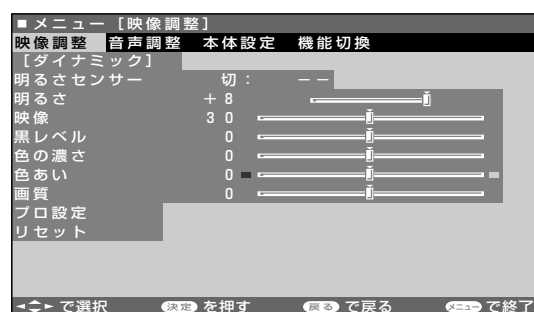 ■メニュー [映像調整]
映像調整 音声調整 本体設定 機能切換
[ダイナミック]
明るさセンサー 切: －－
明るさ ＋8
映像 30
黒レベル 0
色の濃さ 0
色あい 0
画質 0
プロ設定
リセット
で選択 決定 を押す 戻る で戻る メニュー で終了